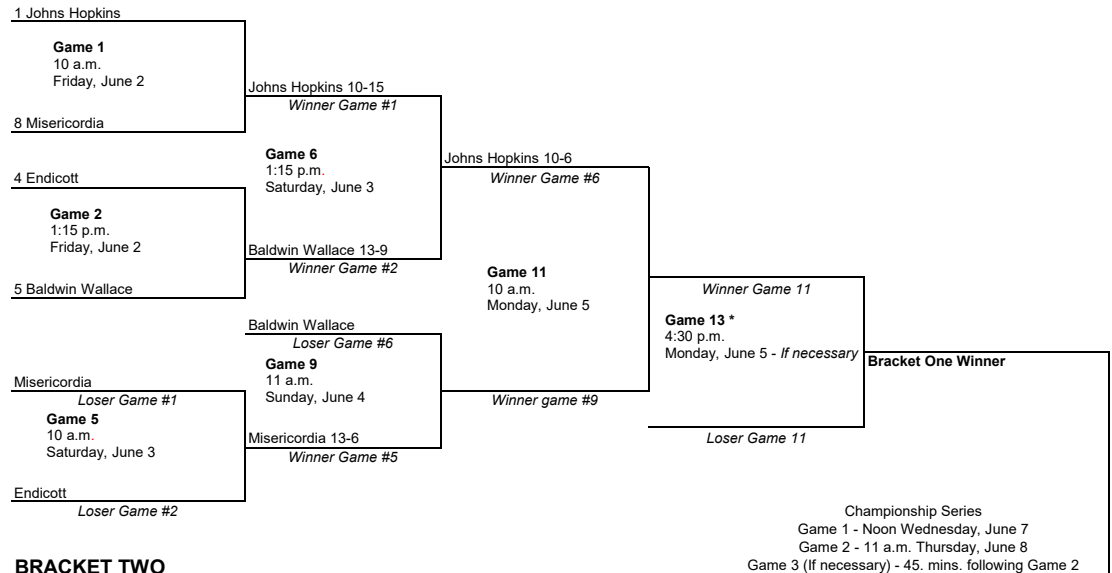 1 Johns Hopkins
Game 1
10 a.m.
Friday, June 2
Johns Hopkins 10-15
Winner Game #1
8 Misericordia
Game 6
1:15 p.m.
Saturday, June 3
Johns Hopkins 10-6
Winner Game #6
4 Endicott
Game 2
1:15 p.m.
Friday, June 2
Baldwin Wallace 13-9
Winner Game #2
5 Baldwin Wallace
Game 11
10 a.m.
Monday, June 5
Winner Game 11
Baldwin Wallace
Loser Game #6
Game 13 *
4:30 p.m.
Monday, June 5 - If necessary
Bracket One Winner
Game 9
11 a.m.
Sunday, June 4
Misericordia
Loser Game #1
Winner game #9
Game 5
10 a.m.
Saturday, June 3
Misericordia 13-6
Winner Game #5
Loser Game 11
Endicott
Loser Game #2
Championship Series
Game 1 - Noon Wednesday, June 7
Game 2 - 11 a.m. Thursday, June 8
Game 3 (If necessary) - 45. mins. following Game 2
BRACKET TWO